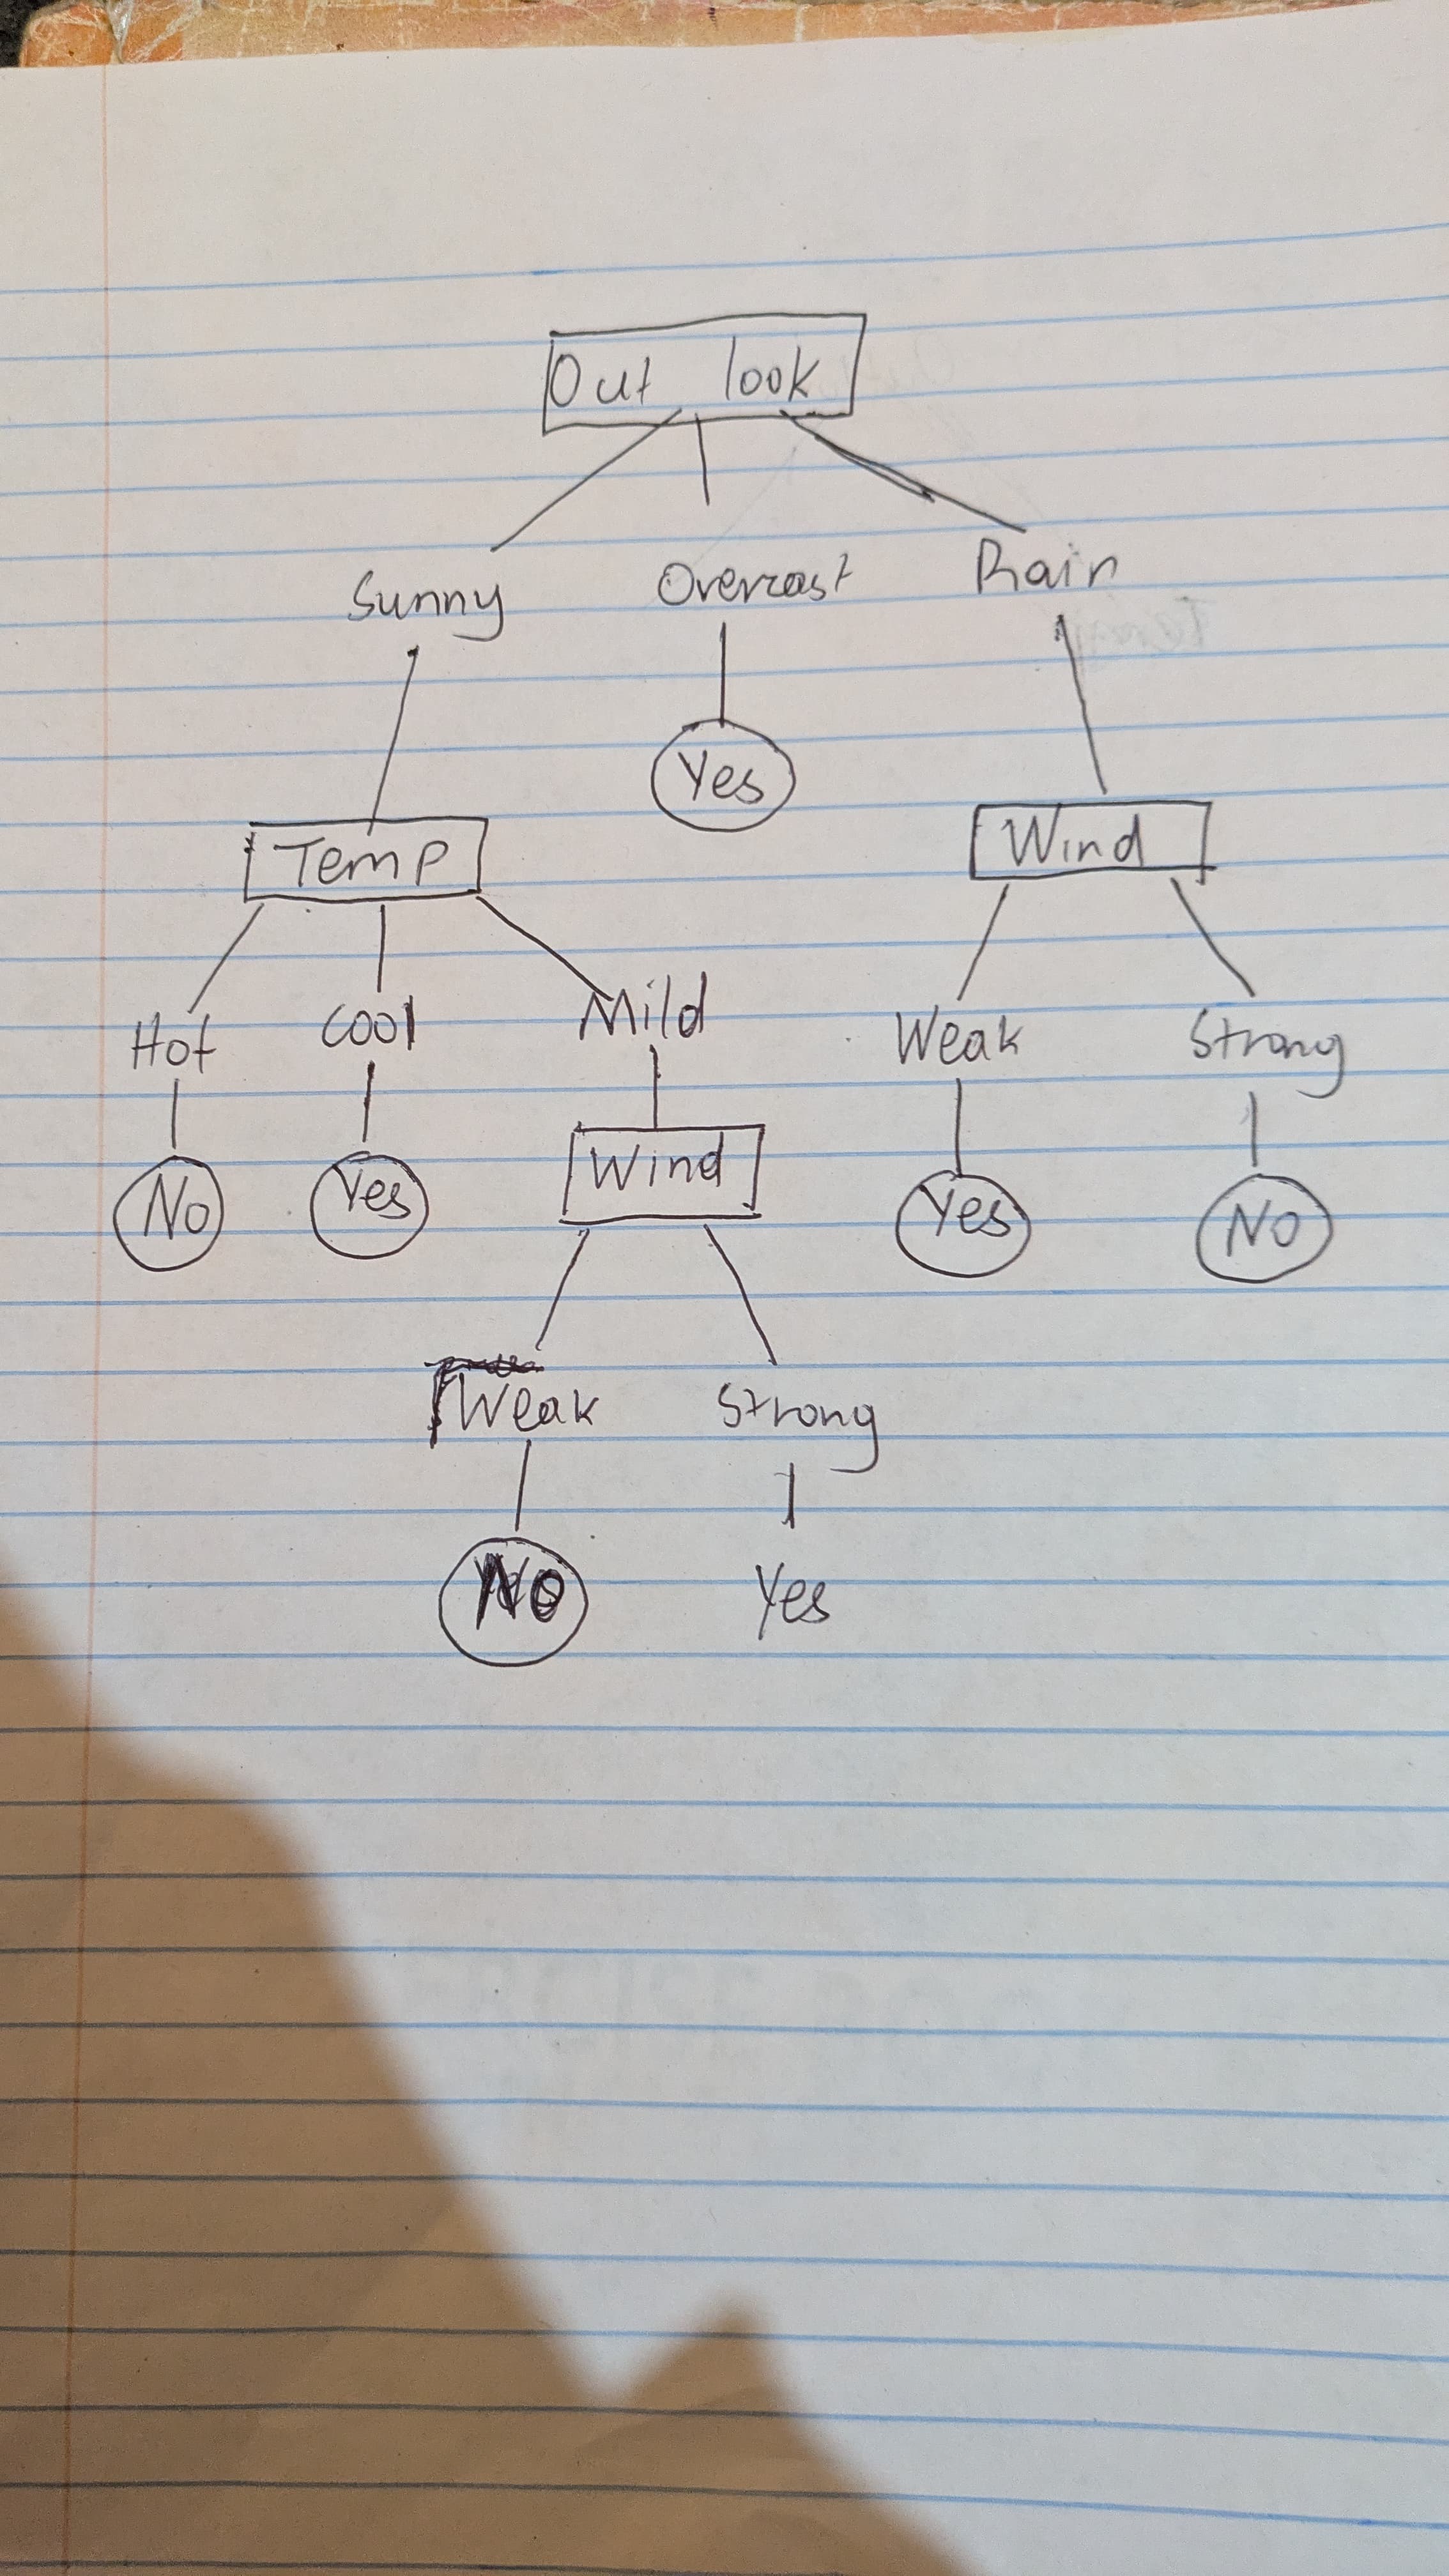 Out look
Sunny Overcast Rain
Yes
Temp Wind
Hot Cool Mild Weak Strong
No Yes Wind Yes No
Weak Strong
No Yes